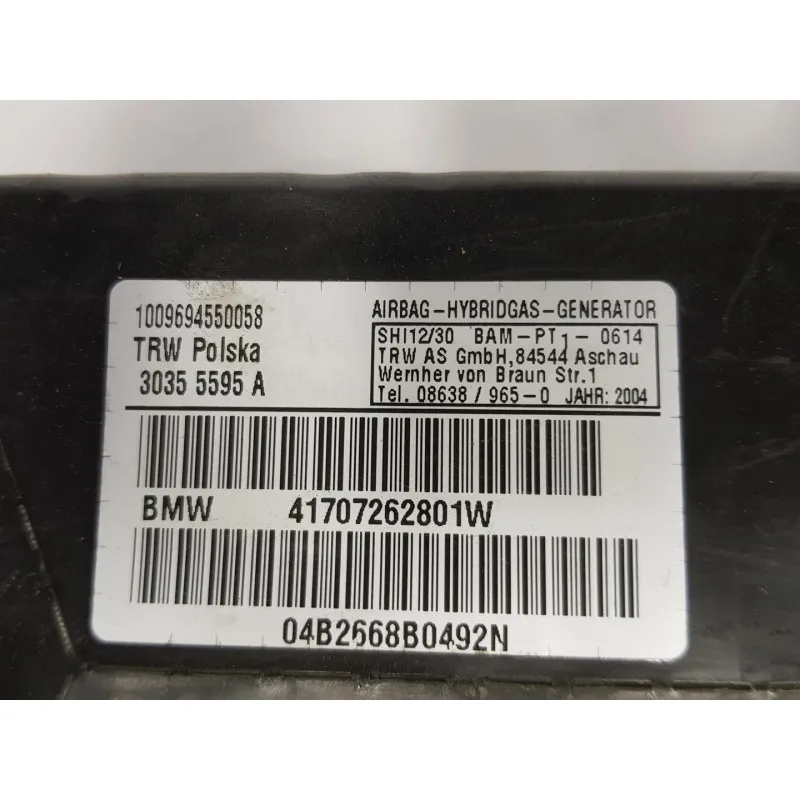 1009694550058
TRW Polska
3035 5595 A
AIRBAG-HYBRIDGAS-GENERATOR
SHI12/30 BAM-PT1-0614
TRW AS GmbH,84544 Aschau
Wernher von Braun Str.1
Tel. 08638 / 965-0 JAHR: 2004
BMW 41707262801W
04B2668B0492N